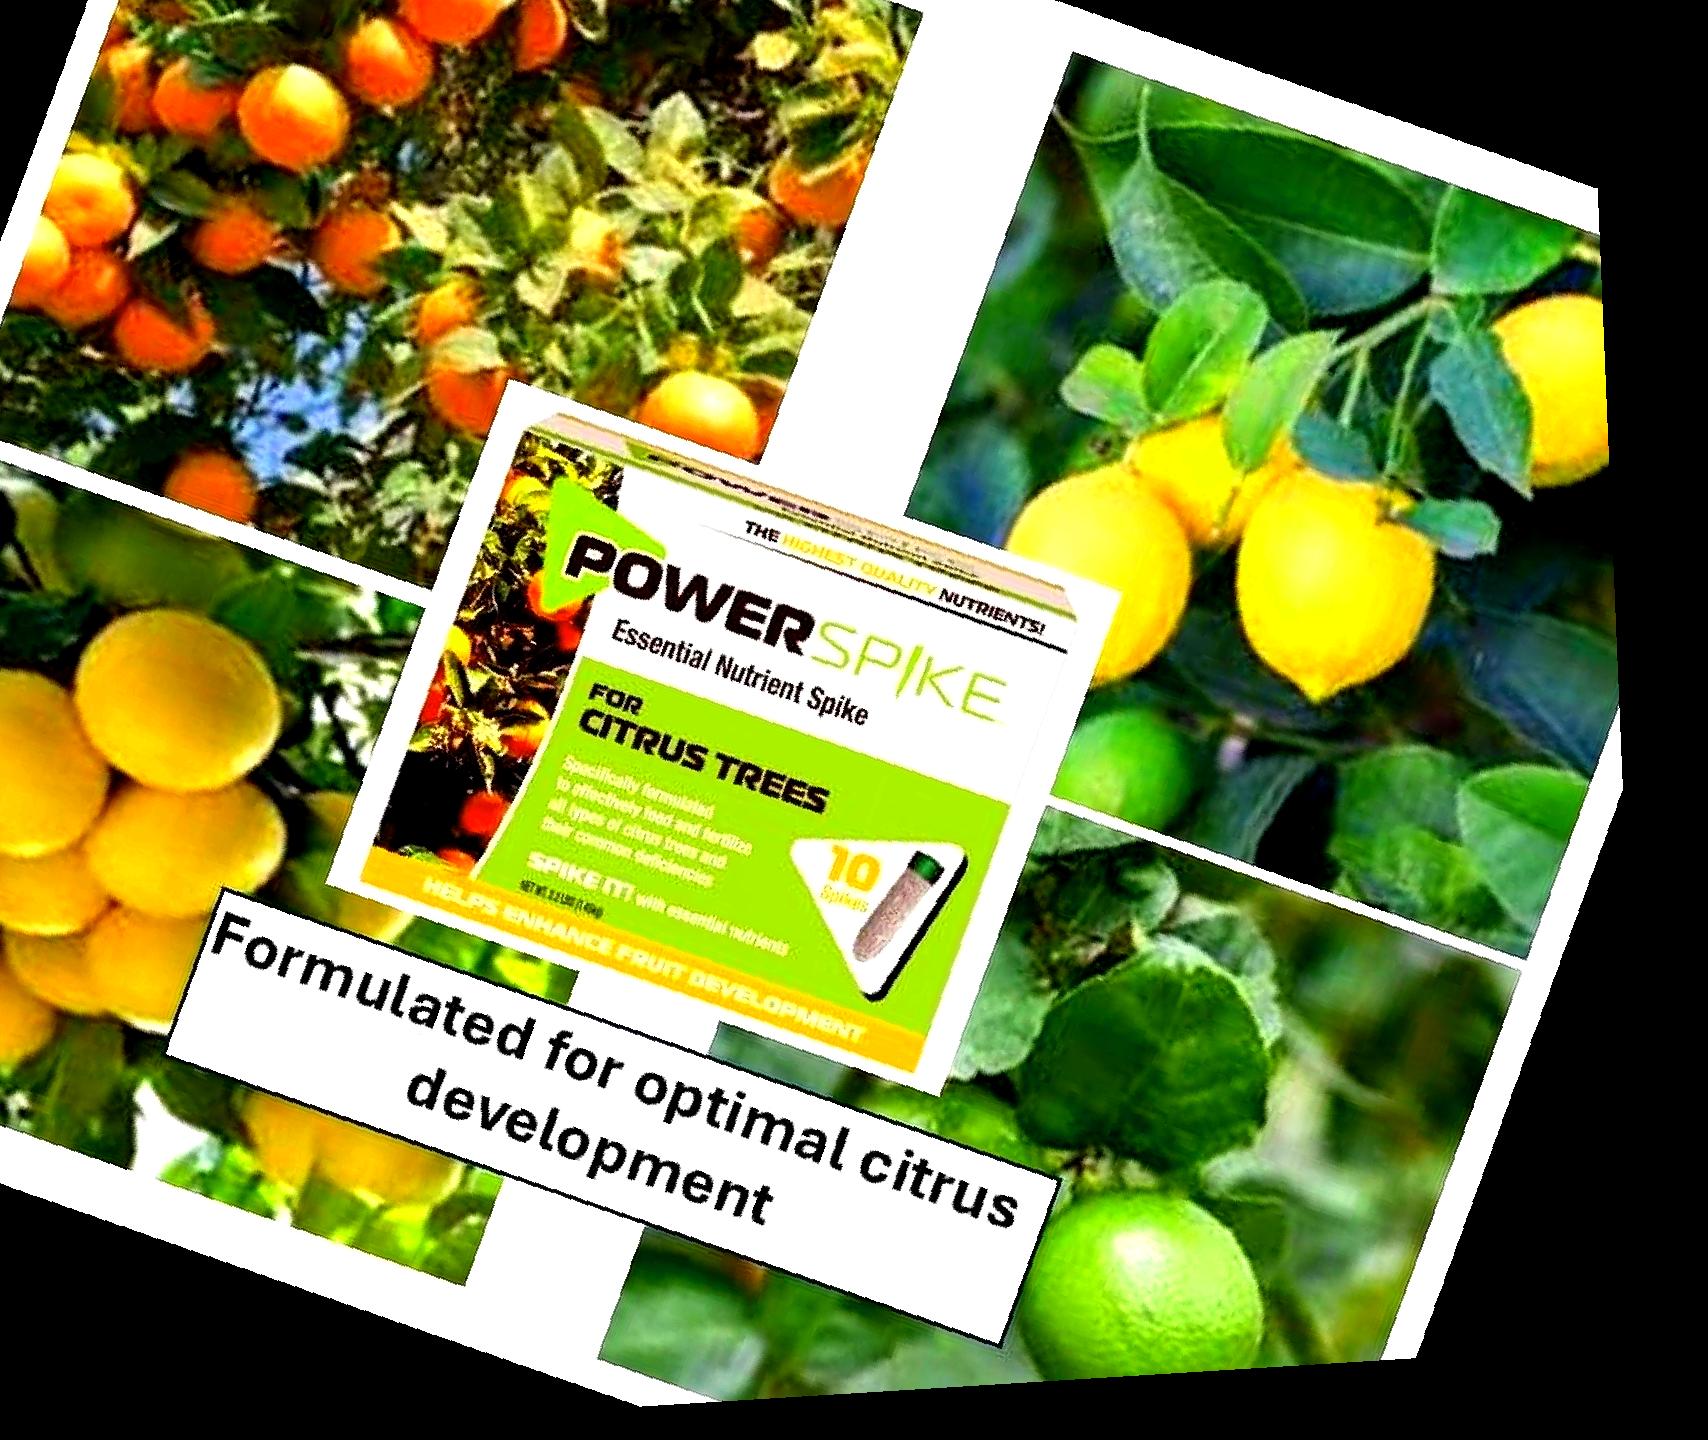 THE HIGHEST QUALITY NUTRIENTS!
POWERSPIKE
Essential Nutrient Spike
FOR
CITRUS TREES
Specifically formulated
to effectively feed and fertilize
all types of citrus trees and
their common deficiencies
SPIKE IT! with essential nutrients
10
Spikes
HELPS ENHANCE FRUIT DEVELOPMENT
Formulated for optimal citrus
development